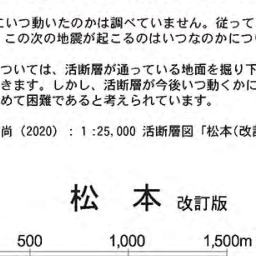 にいつ動いたのかは調べていません。従って
この次の地震が起こるのはいつなのかについ
ついては、活断層が通っている地面を掘り下
きます。しかし、活断層が今後いつ動くかに
めて困難であると考えられています。
尚（2020）：1:25,000 活断層図「松本(改訂
松 本 改訂版
500 1,000 1,500m